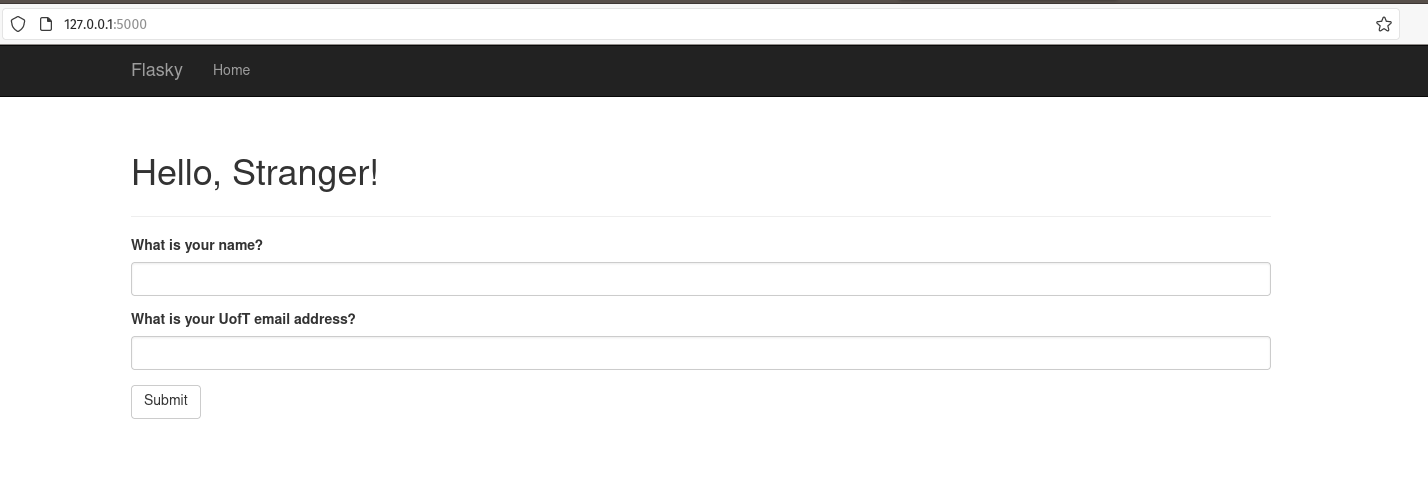 127.0.0.1:5000
Flasky Home
Hello, Stranger!
What is your name?
What is your UofT email address?
Submit